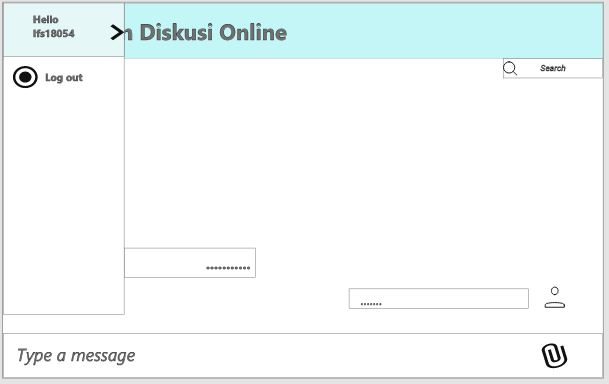 Hello
lfs18054
Diskusi Online
Search
Log out
...........
.......
Type a message